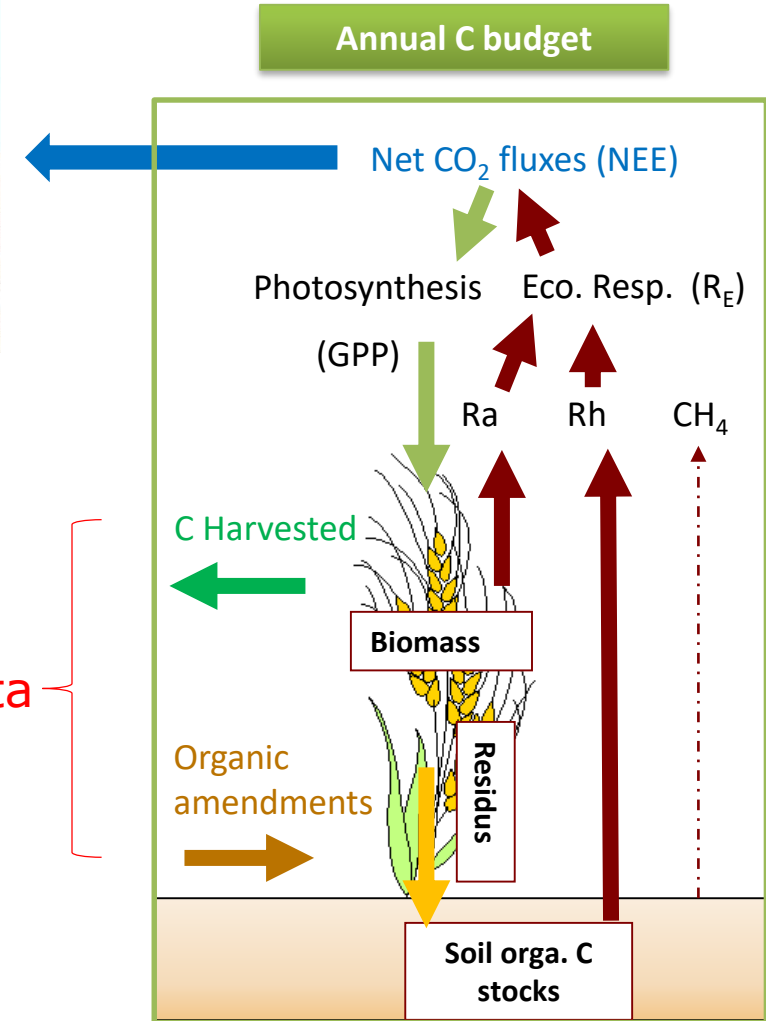 Annual C budget
Net CO₂ fluxes (NEE)
Photosynthesis Eco. Resp. (R_E)
(GPP)
Ra Rh CH₄
C Harvested
Biomass
ta
Residus
Organic
amendments
Soil orga. C
stocks